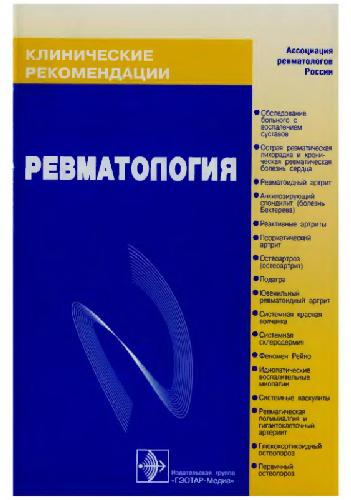 КЛИНИЧЕСКИЕ
РЕКОМЕНДАЦИИ
Ассоциация
ревматологов
России
РЕВМАТОЛОГИЯ
Обследование
больного с
воспалением
суставов
Острая ревматическая
лихорадка и хрони-
ческая ревматическая
болезнь сердца
Ревматоидный артрит
Анкилозирующий
спондилит (болезнь
Бехтерева)
Реактивные артриты
Псориатический
артрит
Остеоартроз
(остеоартрит)
Подагра
Ювенильный
ревматоидный артрит
Системная красная
волчанка
Системная
склеродермия
Феномен Рейно
Идиопатические
воспалительные
миопатии
Системные васкулиты
Ревматическая
полимиалгия и
гигантоклеточный
артериит
Глюкокортикоидный
остеопороз
Первичный
остеопороз
Издательская группа
«ГЭОТАР-Медиа»